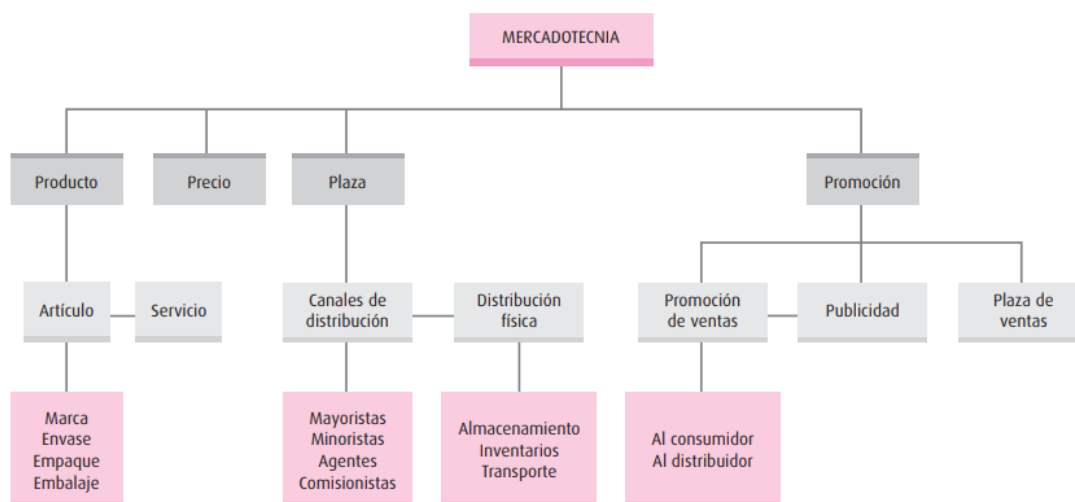 MERCADOTECNIA
Producto
Precio
Plaza
Promoción
Artículo
Servicio
Canales de
distribución
Distribución
física
Promoción
de ventas
Publicidad
Plaza de
ventas
Marca
Envase
Empaque
Embalaje
Mayoristas
Minoristas
Agentes
Comisionistas
Almacenamiento
Inventarios
Transporte
Al consumidor
Al distribuidor